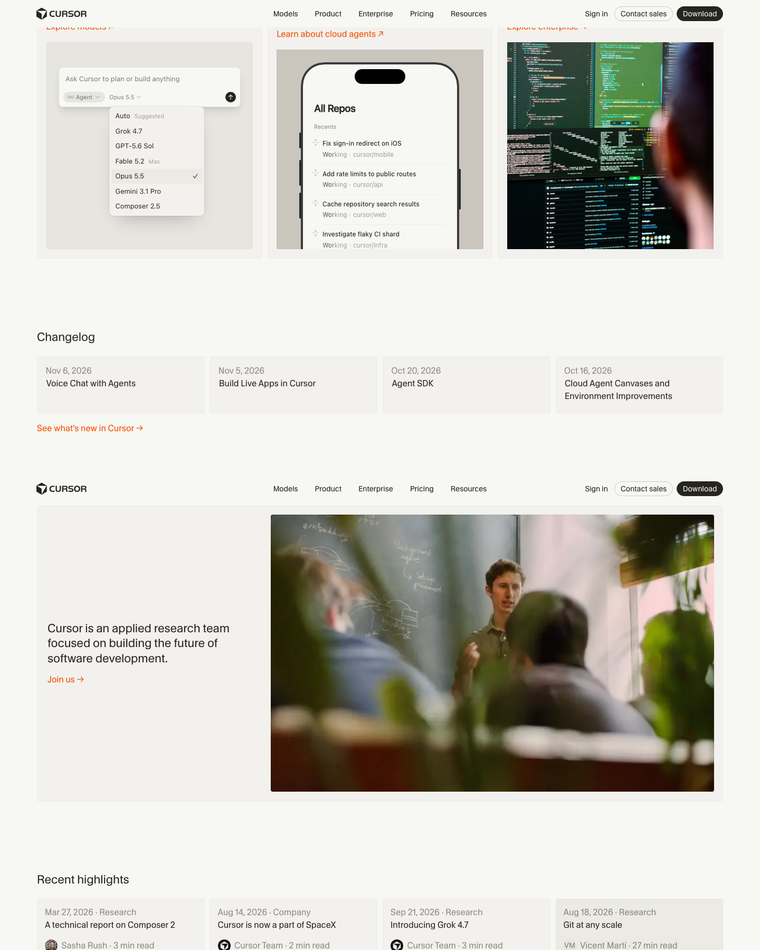 CURSOR
Models Product Enterprise Pricing Resources
Sign in Contact sales Download
Explore models ↗
Learn about cloud agents ↗
Explore enterprise
Ask Cursor to plan or build anything
Agent Opus 5.5
Auto Suggested
Grok 4.7
GPT-5.6 Sol
Fable 5.2 Max
Opus 5.5
Gemini 3.1 Pro
Composer 2.5
All Repos
Recents
Fix sign-in redirect on iOS
Working · cursor/mobile
Add rate limits to public routes
Working · cursor/api
Cache repository search results
Working · cursor/web
Investigate flaky CI shard
Working · cursor/infra
Changelog
Nov 6, 2026
Voice Chat with Agents
Nov 5, 2026
Build Live Apps in Cursor
Oct 20, 2026
Agent SDK
Oct 16, 2026
Cloud Agent Canvases and
Environment Improvements
See what's new in Cursor →
CURSOR
Models Product Enterprise Pricing Resources
Sign in Contact sales Download
Cursor is an applied research team
focused on building the future of
software development.
Join us →
embedding
Background
agent
Recent highlights
Mar 27, 2026 · Research
A technical report on Composer 2
Sasha Rush · 3 min read
Aug 14, 2026 · Company
Cursor is now a part of SpaceX
Cursor Team · 2 min read
Sep 21, 2026 · Research
Introducing Grok 4.7
Cursor Team · 3 min read
Aug 18, 2026 · Research
Git at any scale
VM Vicent Marti · 27 min read